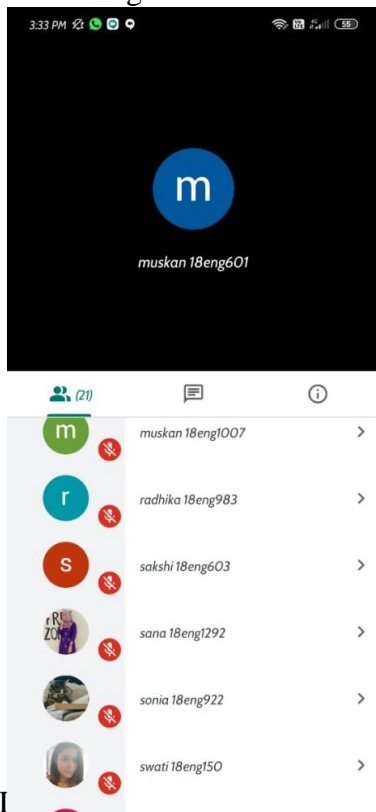 3:33 PM
55
m
muskan 18eng601
(21)
m
muskan 18eng1007
r
radhika 18eng983
s
sakshi 18eng603
sana 18eng1292
sonia 18eng922
swati 18eng150